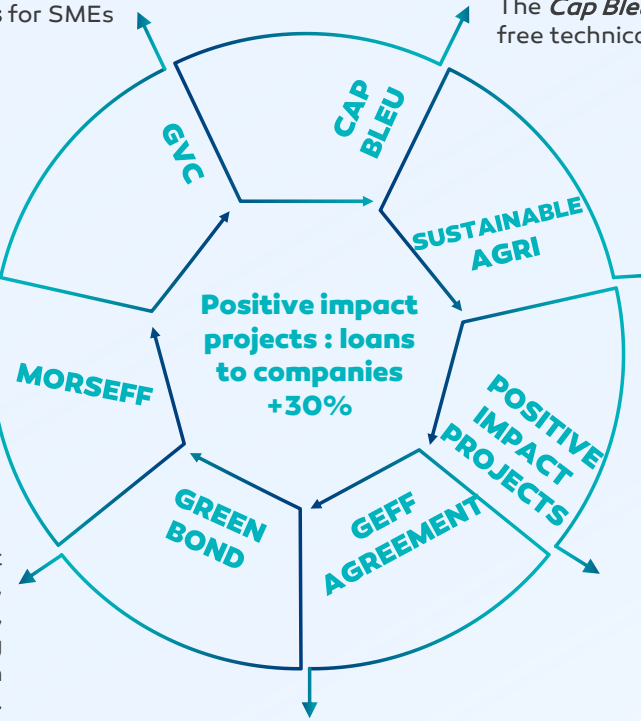 s for SMEs
The Cap Bleu
free technic
GVC
CAP
BLEU
SUSTAINABLE
AGRI
Positive impact
projects : loans
to companies
+30%
MORSEFF
POSITIVE
IMPACT
PROJECTS
GREEN
BOND
GEFF
AGREEMENT